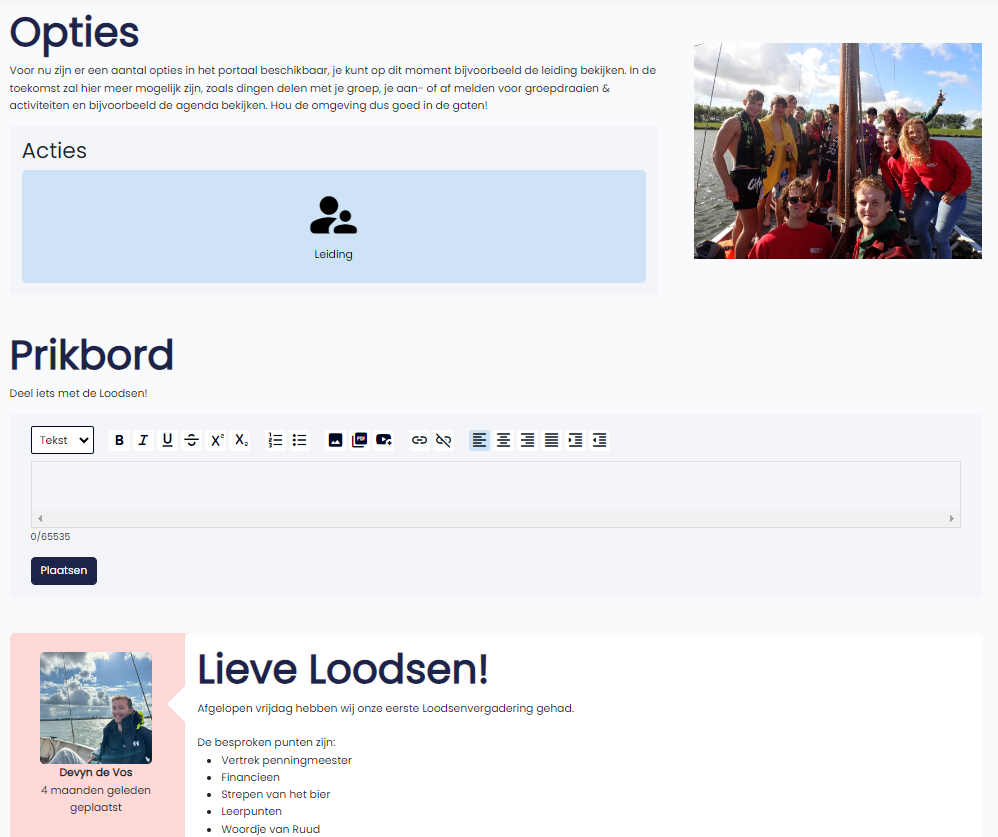 Opties
Voor nu zijn er een aantal opties in het portaal beschikbaar, je kunt op dit moment bijvoorbeeld de leiding bekijken. In de
toekomst zal hier meer mogelijk zijn, zoals dingen delen met je groep, je aan- of af melden voor groepdraaien &
activiteiten en bijvoorbeeld de agenda bekijken. Hou de omgeving dus goed in de gaten!
Acties
Leiding
Prikbord
Deel iets met de Loodsen!
Tekst B I U S X² X₂ PDF
0/65535
Plaatsen
Devyn de Vos
4 maanden geleden
geplaatst
Lieve Loodsen!
Afgelopen vrijdag hebben wij onze eerste Loodsenvergadering gehad.
De besproken punten zijn:
• Vertrek penningmeester
• Financieen
• Strepen van het bier
• Leerpunten
• Woordje van Ruud